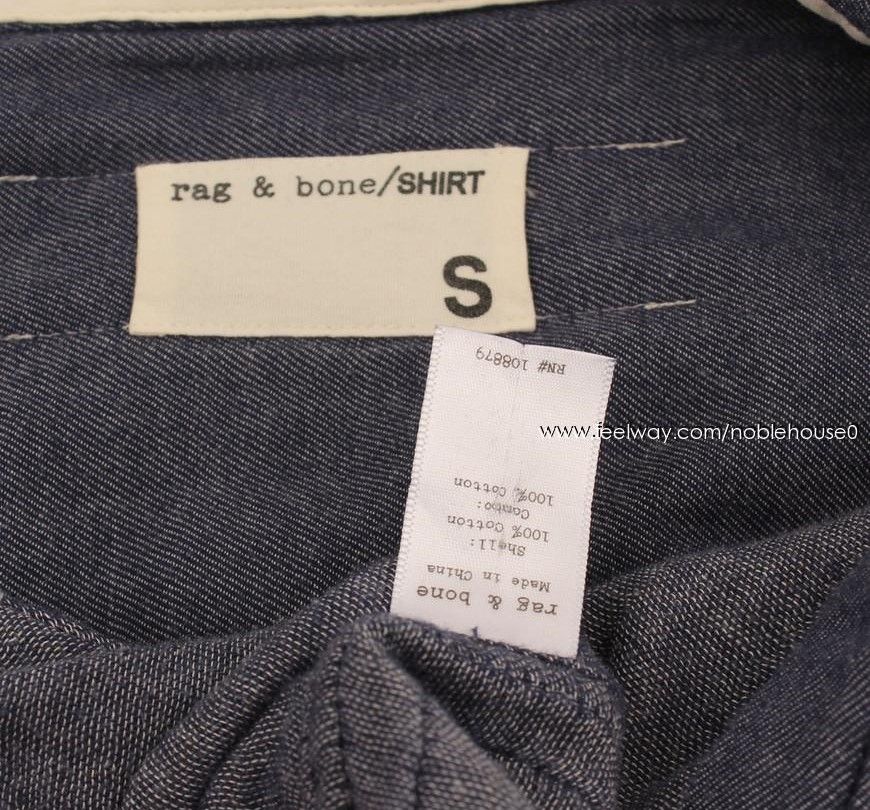 rag & bone/SHIRT
S
rag & bone
Made in China
Shell:
100% Cotton
Combo:
100% Cotton
RN# 108879
www.feelway.com/noblehouse0